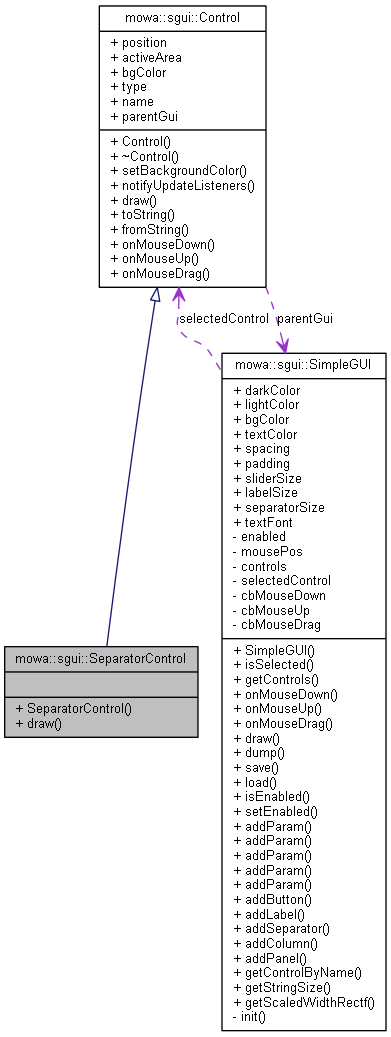 mowa::sgui::Control
+ position
+ activeArea
+ bgColor
+ type
+ name
+ parentGui
+ Control()
+ ~Control()
+ setBackgroundColor()
+ notifyUpdateListeners()
+ draw()
+ toString()
+ fromString()
+ onMouseDown()
+ onMouseUp()
+ onMouseDrag()
selectedControl
parentGui
mowa::sgui::SimpleGUI
+ darkColor
+ lightColor
+ bgColor
+ textColor
+ spacing
+ padding
+ sliderSize
+ labelSize
+ separatorSize
+ textFont
- enabled
- mousePos
- controls
- selectedControl
- cbMouseDown
- cbMouseUp
- cbMouseDrag
+ SimpleGUI()
+ isSelected()
+ getControls()
+ onMouseDown()
+ onMouseUp()
+ onMouseDrag()
+ draw()
+ dump()
+ save()
+ load()
+ isEnabled()
+ setEnabled()
+ addParam()
+ addParam()
+ addParam()
+ addParam()
+ addParam()
+ addButton()
+ addLabel()
+ addSeparator()
+ addColumn()
+ addPanel()
+ getControlByName()
+ getStringSize()
+ getScaledWidthRectf()
- init()
mowa::sgui::SeparatorControl
+ SeparatorControl()
+ draw()